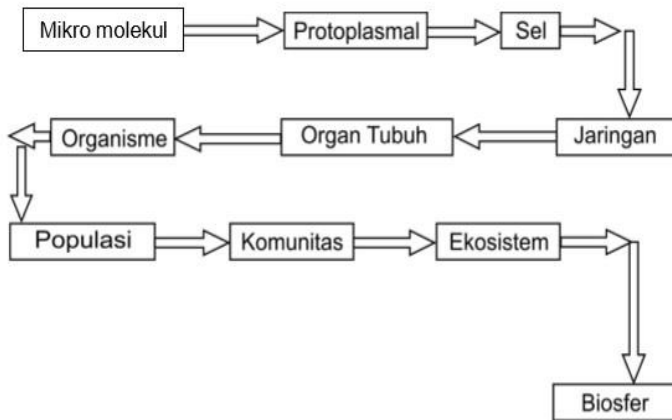 Mikro molekul
Protoplasmal
Sel
Jaringan
Organ Tubuh
Organisme
Populasi
Komunitas
Ekosistem
Biosfer